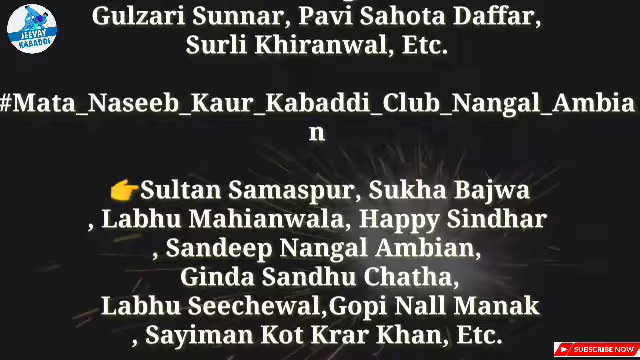 Gulzari Sunnar, Pavi Sahota Daffar,
Surli Khiranwal, Etc.
#Mata_Naseeb_Kaur_Kabaddi_Club_Nangal_Ambia
n
👉Sultan Samaspur, Sukha Bajwa
, Labhu Mahianwala, Happy Sindhar
, Sandeep Nangal Ambian,
Ginda Sandhu Chatha,
Labhu Seechewal,Gopi Nall Manak
, Sayiman Kot Krar Khan, Etc.
JEEVAY
KABADDI
SUBSCRIBE NOW